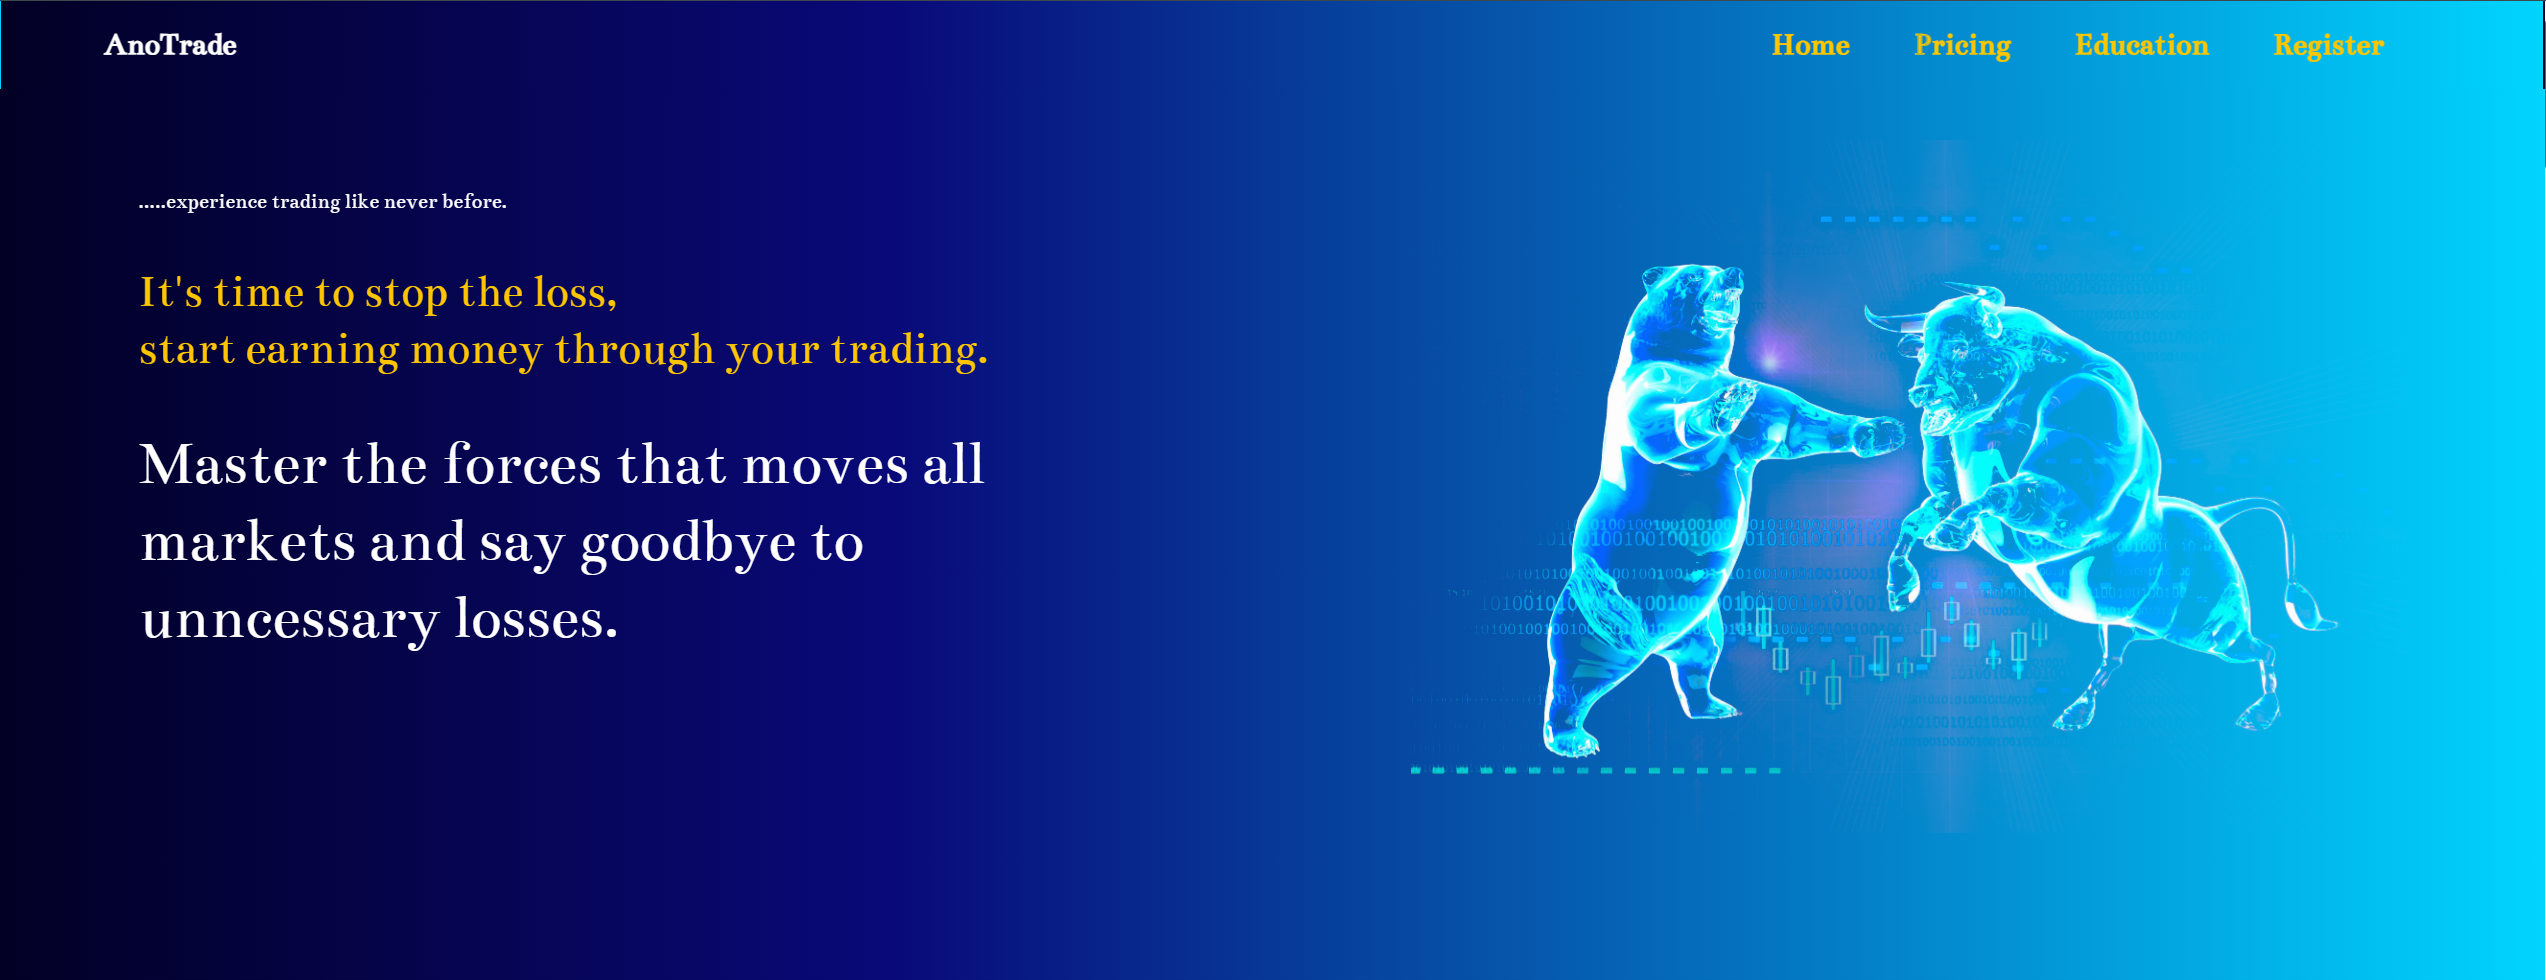 AnoTrade
Home Pricing Education Register
.....experience trading like never before.
It's time to stop the loss,
start earning money through your trading.
Master the forces that moves all
markets and say goodbye to
unncessary losses.